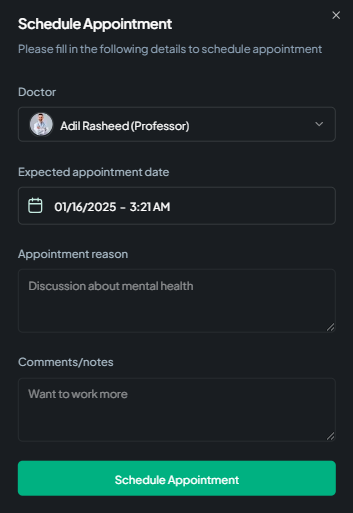 Schedule Appointment
Please fill in the following details to schedule appointment
Doctor
Adil Rasheed (Professor)
Expected appointment date
01/16/2025 - 3:21 AM
Appointment reason
Discussion about mental health
Comments/notes
Want to work more
Schedule Appointment